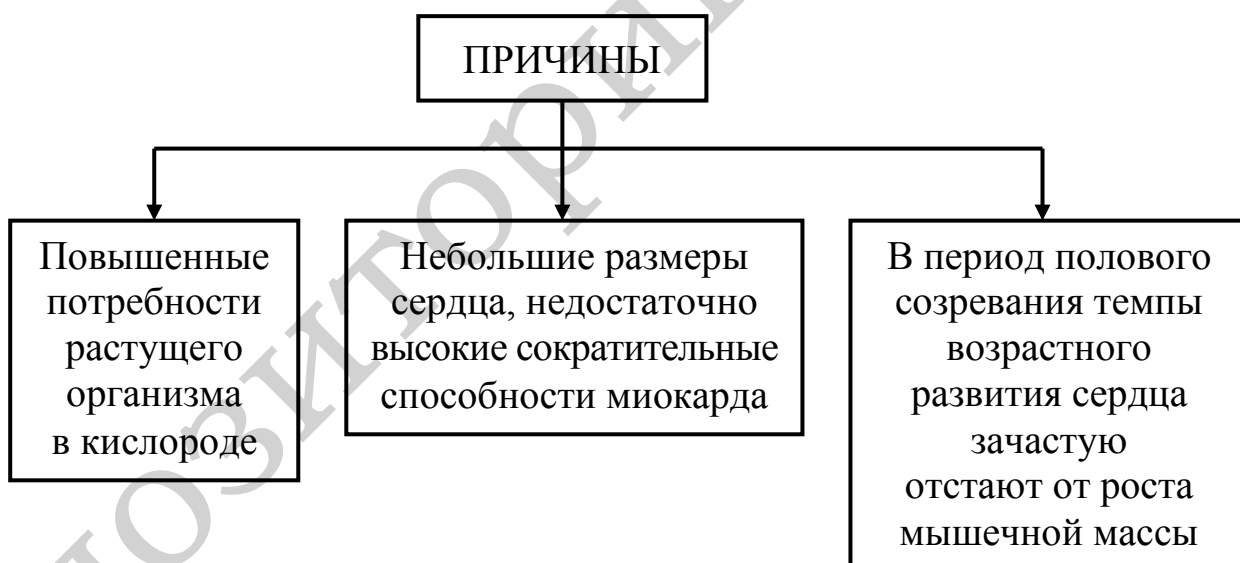 ПРИЧИНЫ
Повышенные
потребности
растущего
организма
в кислороде
Небольшие размеры
сердца, недостаточно
высокие сократительные
способности миокарда
В период полового
созревания темпы
возрастного
развития сердца
зачастую
отстают от роста
мышечной массы